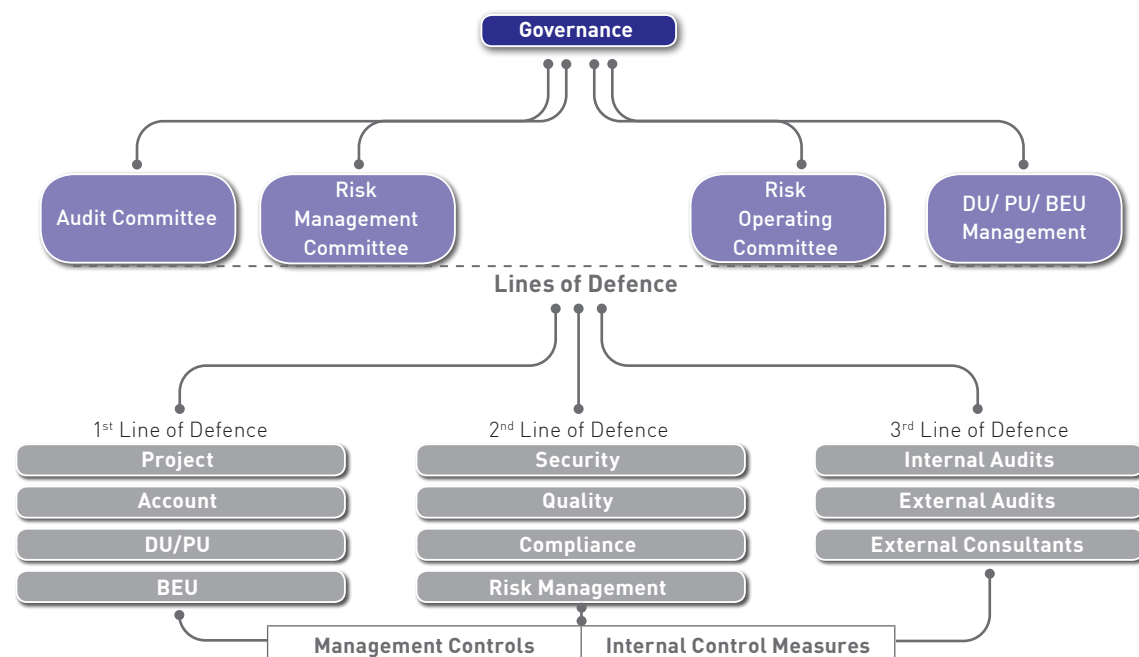 Governance
Audit Committee
Risk
Management
Committee
Risk
Operating
Committee
DU/ PU/ BEU
Management
Lines of Defence
1st Line of Defence
Project
Account
DU/PU
BEU
2nd Line of Defence
Security
Quality
Compliance
Risk Management
3rd Line of Defence
Internal Audits
External Audits
External Consultants
Management Controls
Internal Control Measures